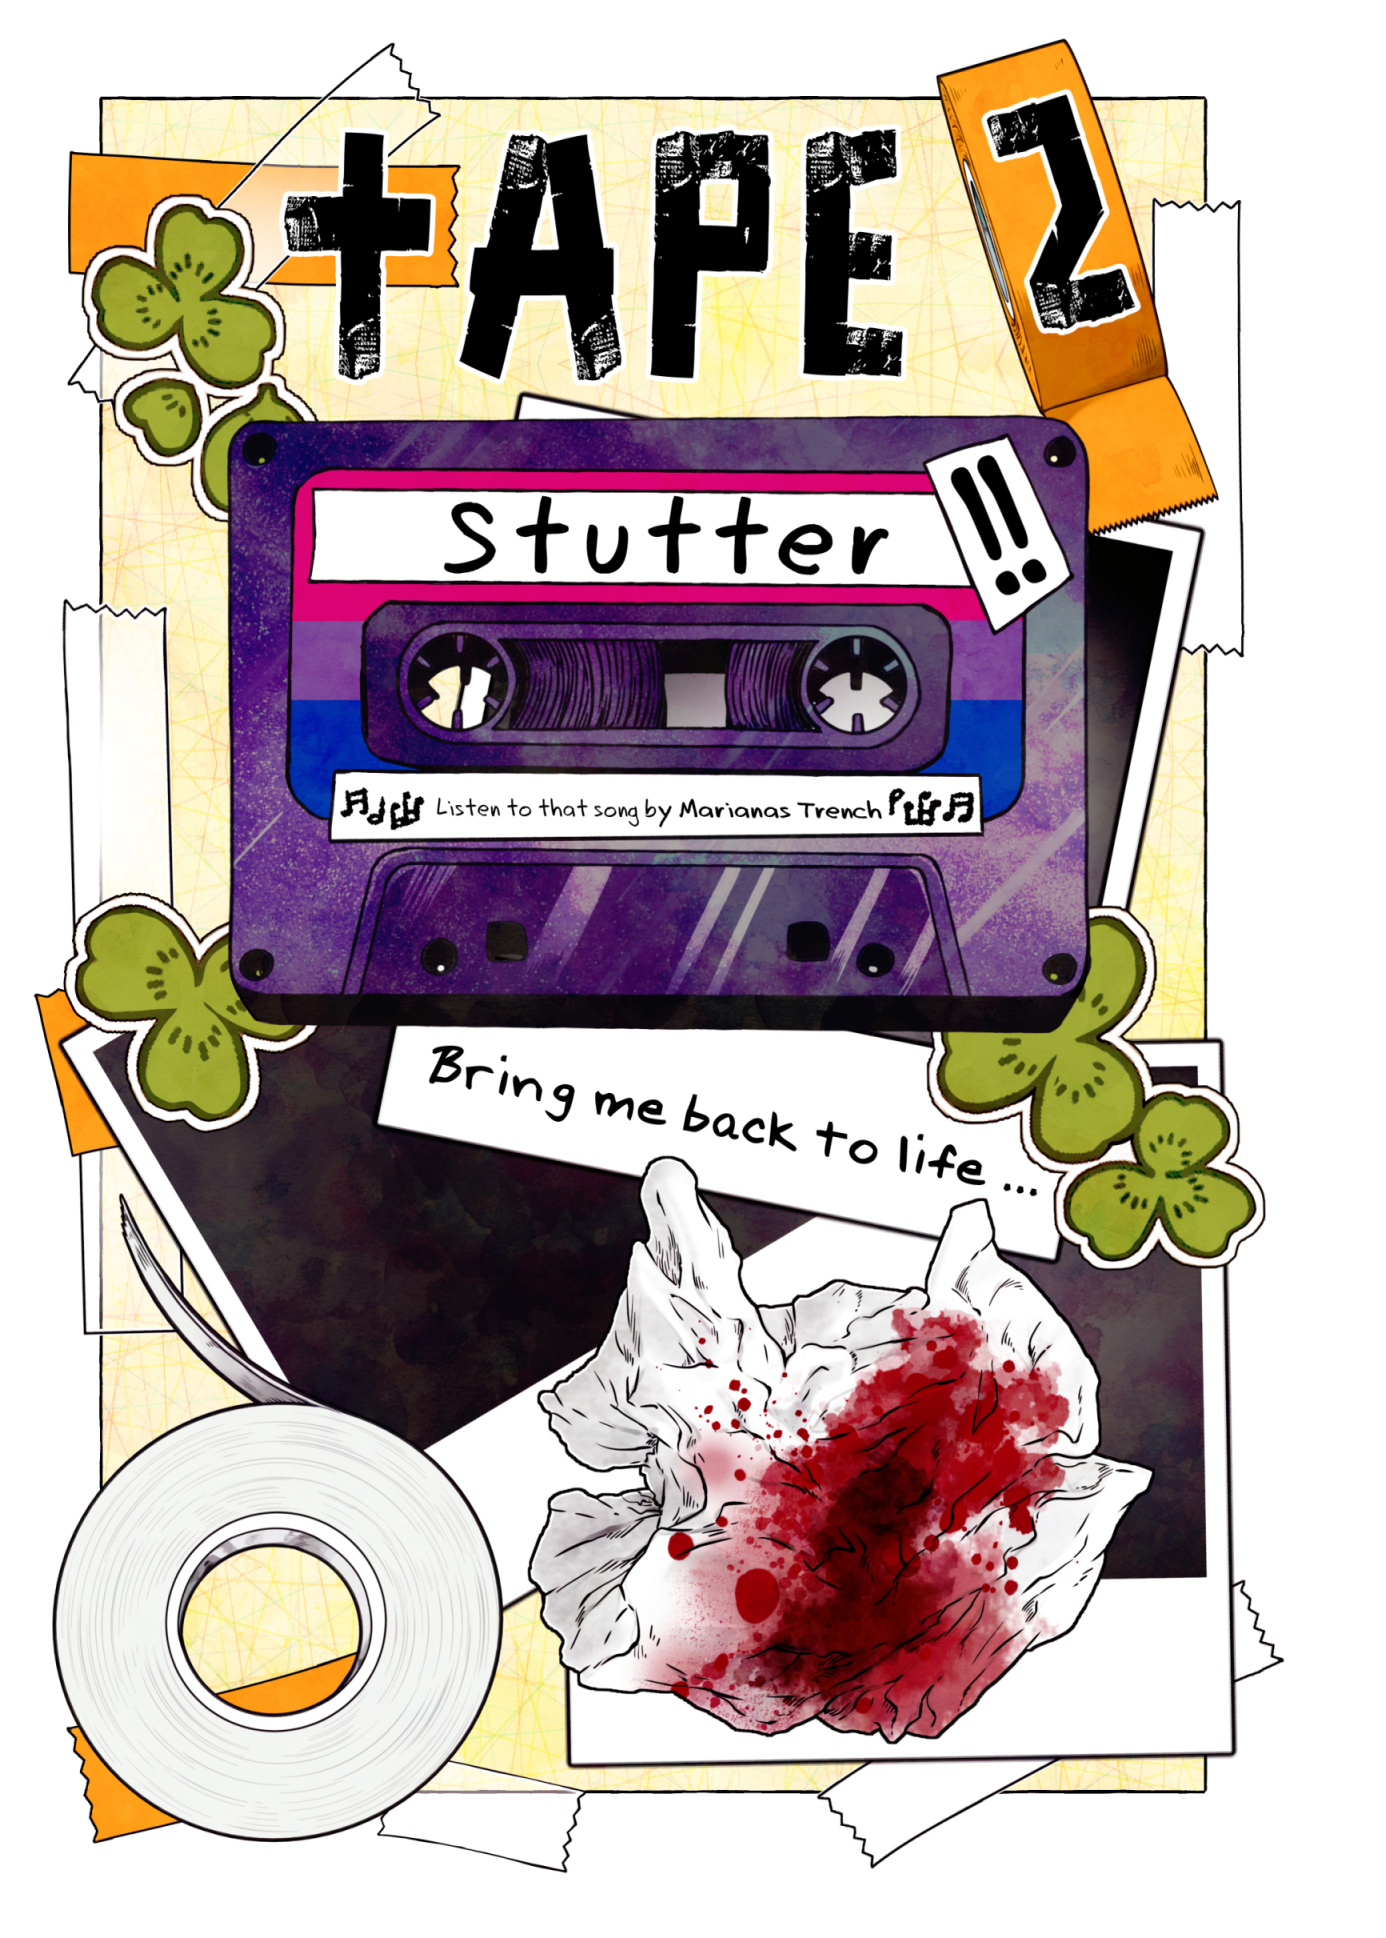 tAPE 2
Stutter !!
Listen to that song by Marianas Trench
Bring me back to life ...